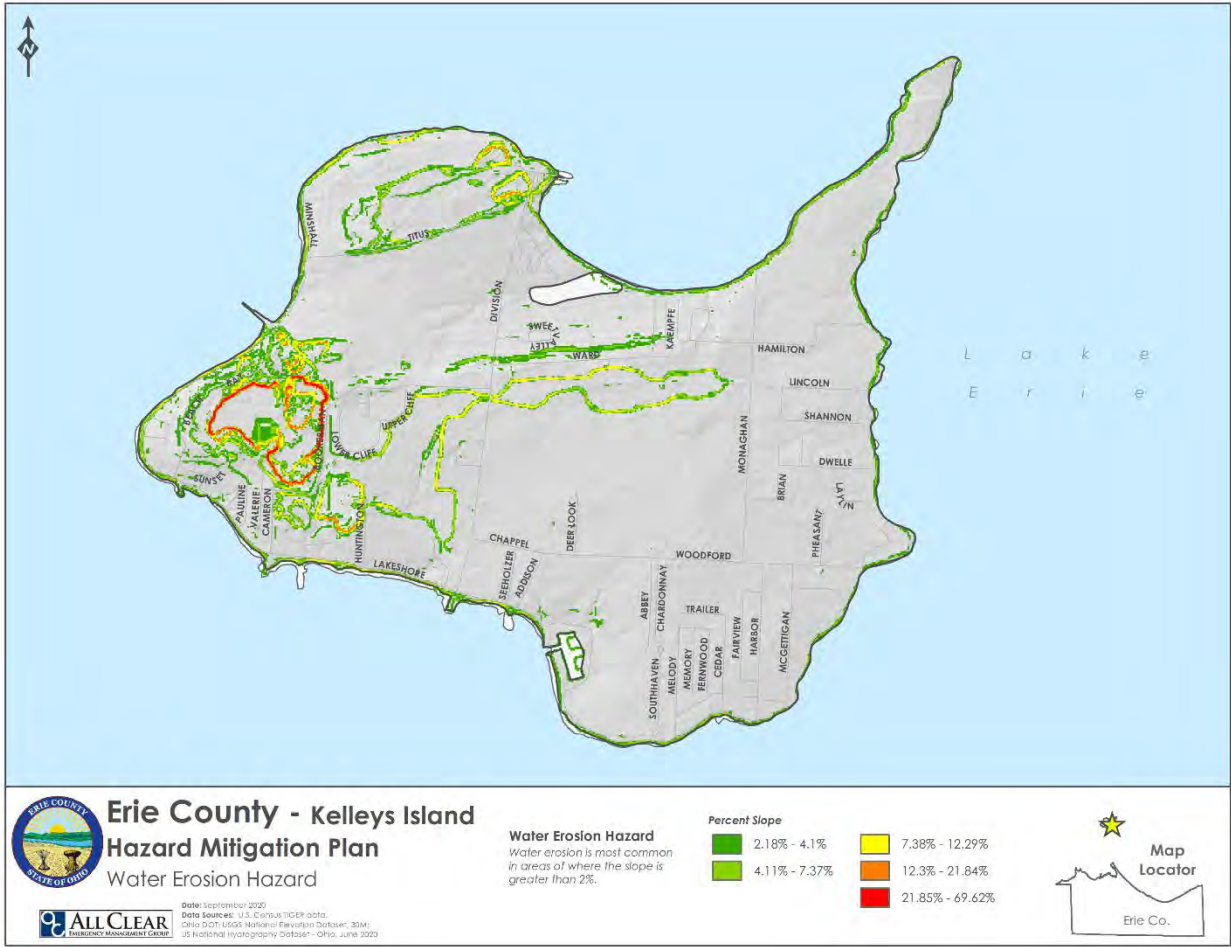 N
MINSHALL
TITUS
DIVISION
SWEET
VALLEY
WARD
KAEMPFE
HAMILTON
L a k e
E r i e
LINCOLN
SHANNON
DWELLE
MONAGHAN
BRIAN
PHEASANT
BEACH
BAY
UPPER CLIFF
LOWER CLIFF
SUNSET
PAULINE
VALERIE
CAMERON
HUNTINGTON
LAKESHORE
CHAPPEL
SEEHOLZER
ADDISON
DEER LOOK
WOODFORD
ABBEY
CHARDONNAY
TRAILER
SOUTHHAVEN
MELODY
MEMORY
FERNWOOD
CEDAR
FAIRVIEW
HARBOR
MCGETTIGAN
ERIE COUNTY
STATE OF OHIO
Erie County - Kelleys Island
Hazard Mitigation Plan
Water Erosion Hazard
ALL CLEAR
EMERGENCY MANAGEMENT GROUP
Date: September 2020
Data Sources: U.S. Census TIGER data,
Ohio DOT; USGS National Elevation Dataset, 30M;
US National Hydrography Dataset - Ohio, June 2020
Water Erosion Hazard
Water erosion is most common
in areas of where the slope is
greater than 2%.
Percent Slope
2.18% - 4.1%
4.11% - 7.37%
7.38% - 12.29%
12.3% - 21.84%
21.85% - 69.62%
Map
Locator
Erie Co.